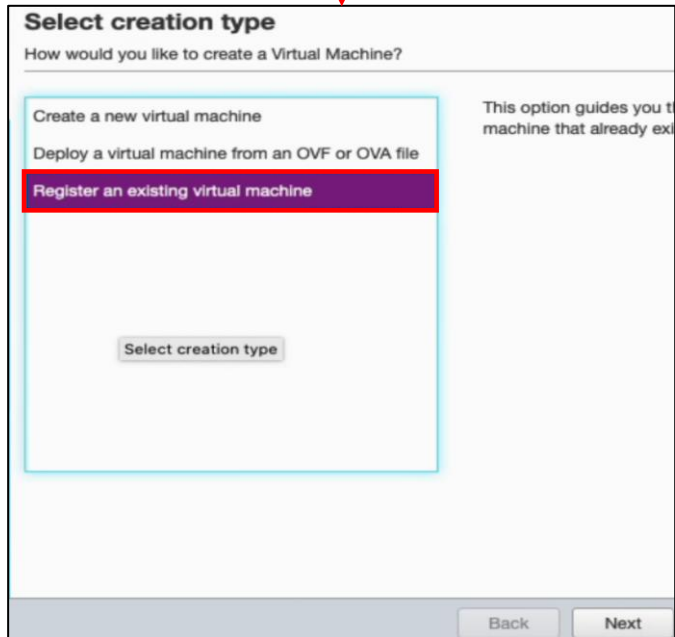 Select creation type
How would you like to create a Virtual Machine?
Create a new virtual machine
Deploy a virtual machine from an OVF or OVA file
Register an existing virtual machine
This option guides you
machine that already
Select creation type
Back
Next